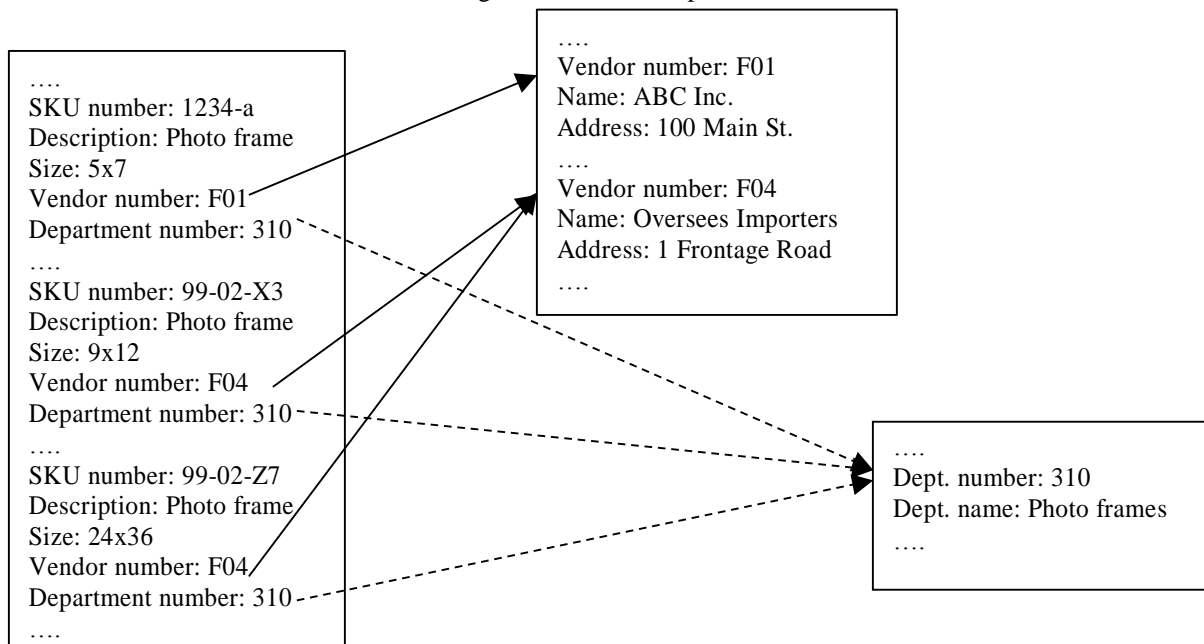 ….
SKU number: 1234-a
Description: Photo frame
Size: 5x7
Vendor number: F01
Department number: 310
….
SKU number: 99-02-X3
Description: Photo frame
Size: 9x12
Vendor number: F04
Department number: 310
….
SKU number: 99-02-Z7
Description: Photo frame
Size: 24x36
Vendor number: F04
Department number: 310
….
….
Vendor number: F01
Name: ABC Inc.
Address: 100 Main St.
….
Vendor number: F04
Name: Oversees Importers
Address: 1 Frontage Road
….
….
Dept. number: 310
Dept. name: Photo frames
….